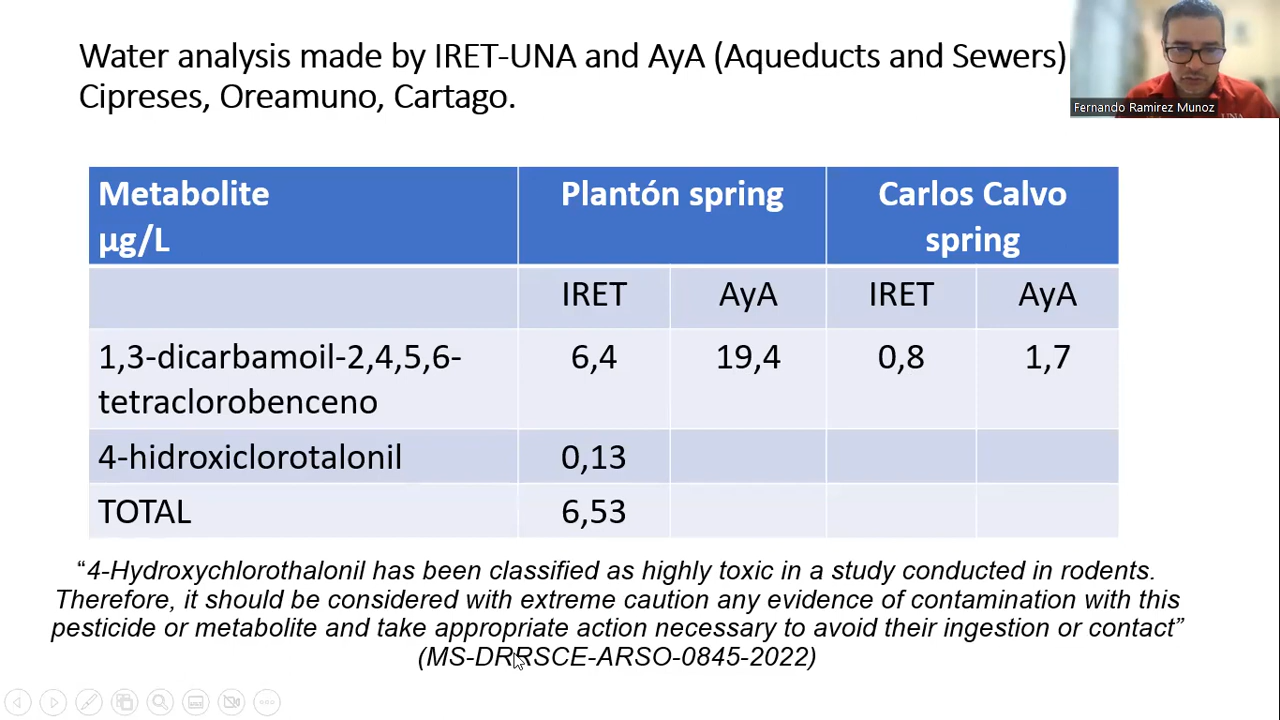 Water analysis made by IRET-UNA and AyA (Aqueducts and Sewers)
Cipreses, Oreamuno, Cartago.
Fernando Ramirez Munoz
UNA
Metabolite
µg/L
Plantón spring
Carlos Calvo
spring
IRET
AyA
IRET
AyA
1,3-dicarbamoil-2,4,5,6-
tetraclorobenceno
6,4
19,4
0,8
1,7
4-hidroxiclorotalonil
0,13
TOTAL
6,53
“4-Hydroxychlorothalonil has been classified as highly toxic in a study conducted in rodents.
Therefore, it should be considered with extreme caution any evidence of contamination with this
pesticide or metabolite and take appropriate action necessary to avoid their ingestion or contact”
(MS-DRRSCE-ARSO-0845-2022)